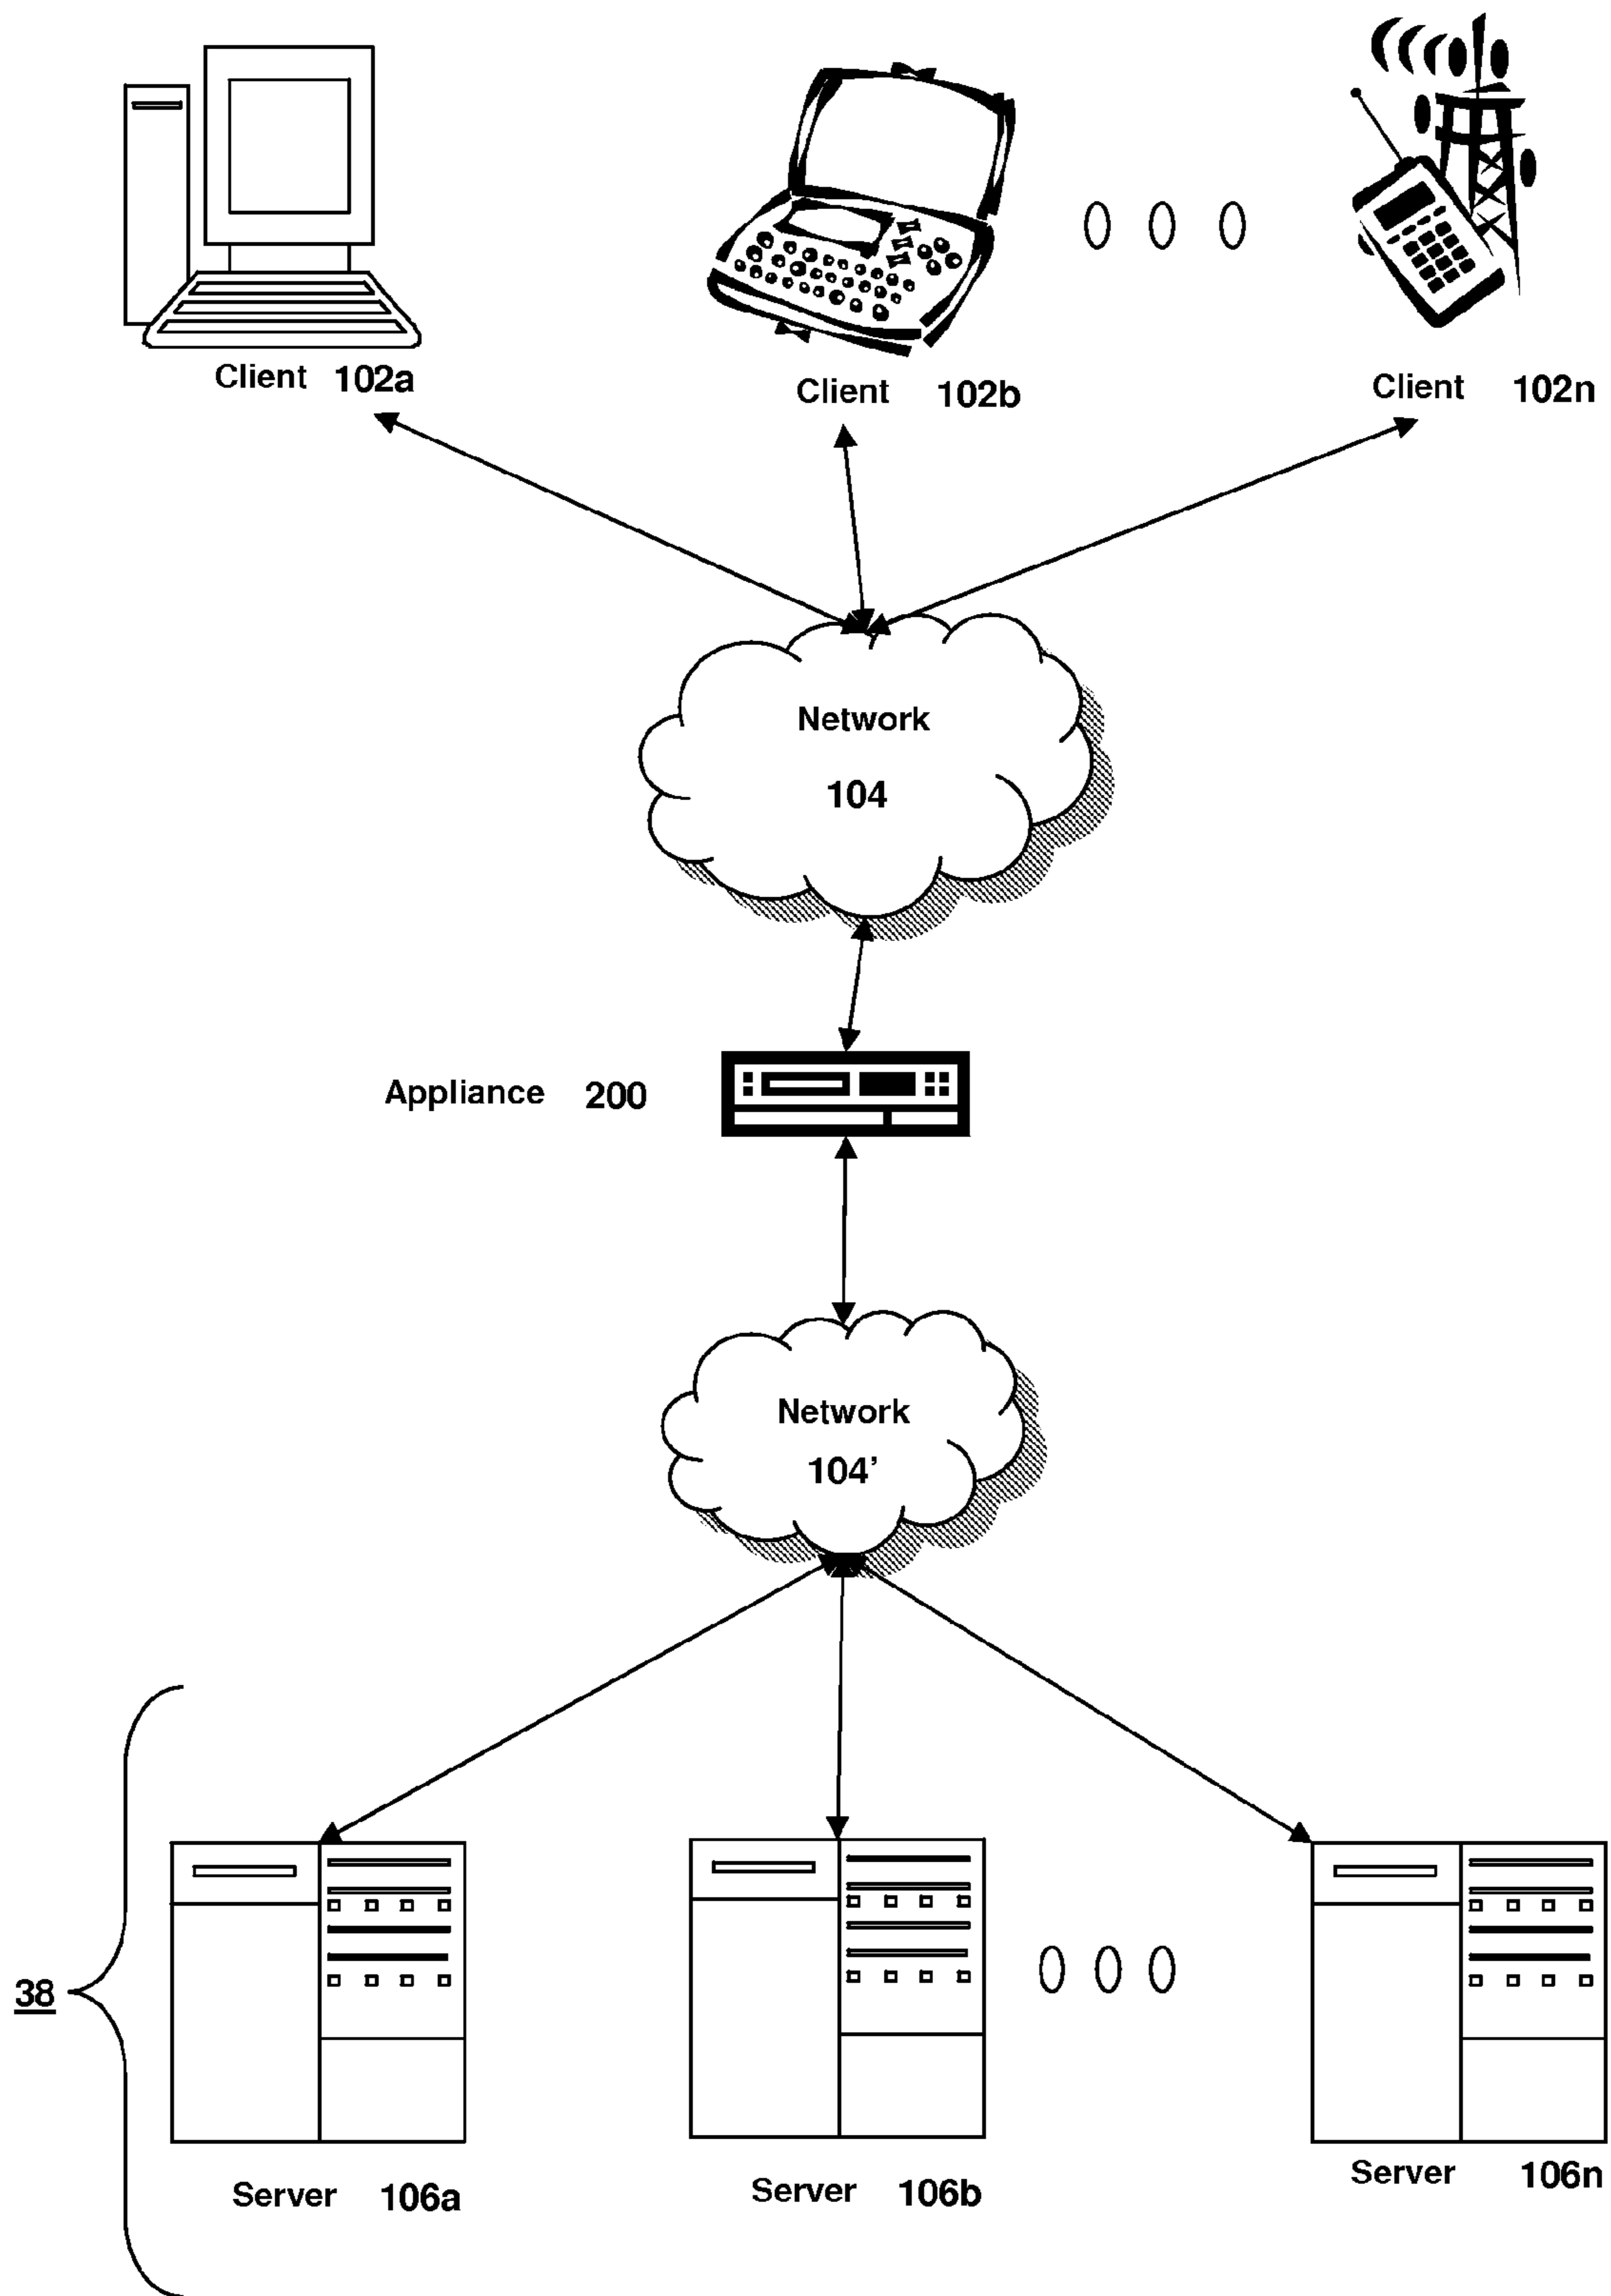 Client 102a
Client 102b
Client 102n
Network
104
Appliance 200
Network
104’
38
Server 106a
Server 106b
Server 106n